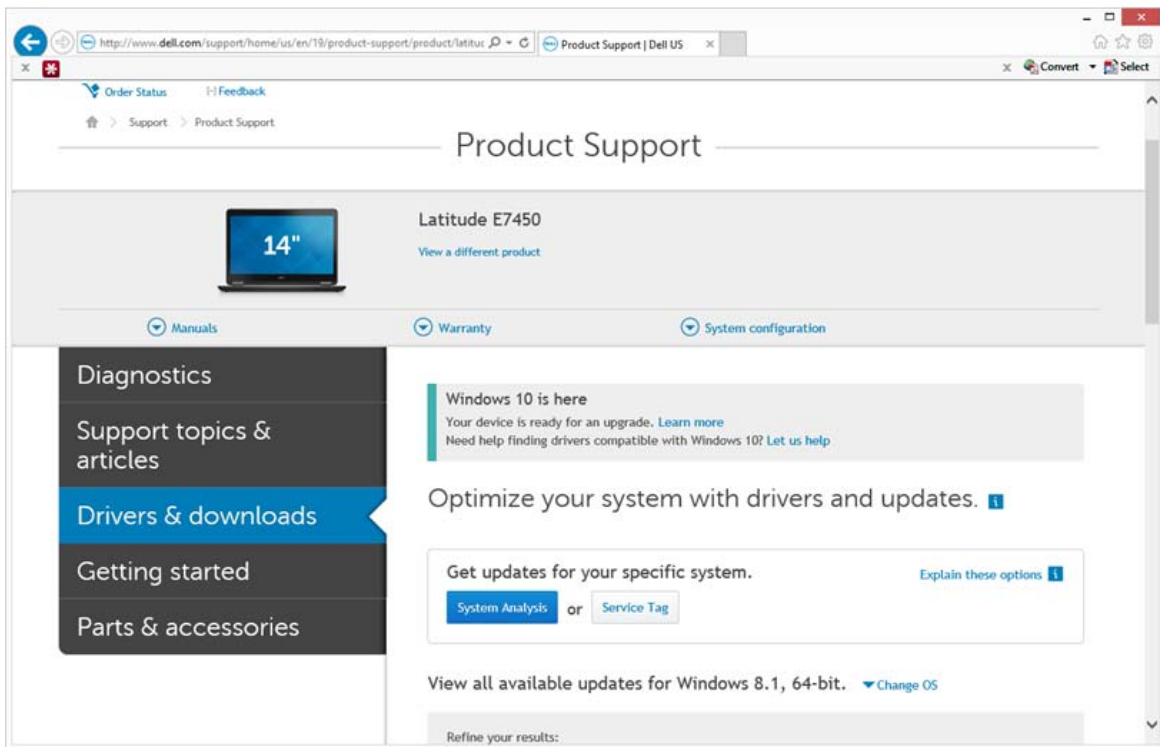 http://www.dell.com/support/home/us/en/19/product-support/product/latituc
Product Support | Dell US
Convert
Select
Order Status
[-] Feedback
Support > Product Support
Product Support
14"
Latitude E7450
View a different product
Manuals
Warranty
System configuration
Diagnostics
Support topics &
articles
Drivers & downloads
Getting started
Parts & accessories
Windows 10 is here
Your device is ready for an upgrade. Learn more
Need help finding drivers compatible with Windows 10? Let us help
Optimize your system with drivers and updates. i
Get updates for your specific system.
Explain these options i
System Analysis or Service Tag
View all available updates for Windows 8.1, 64-bit. Change OS
Refine your results: